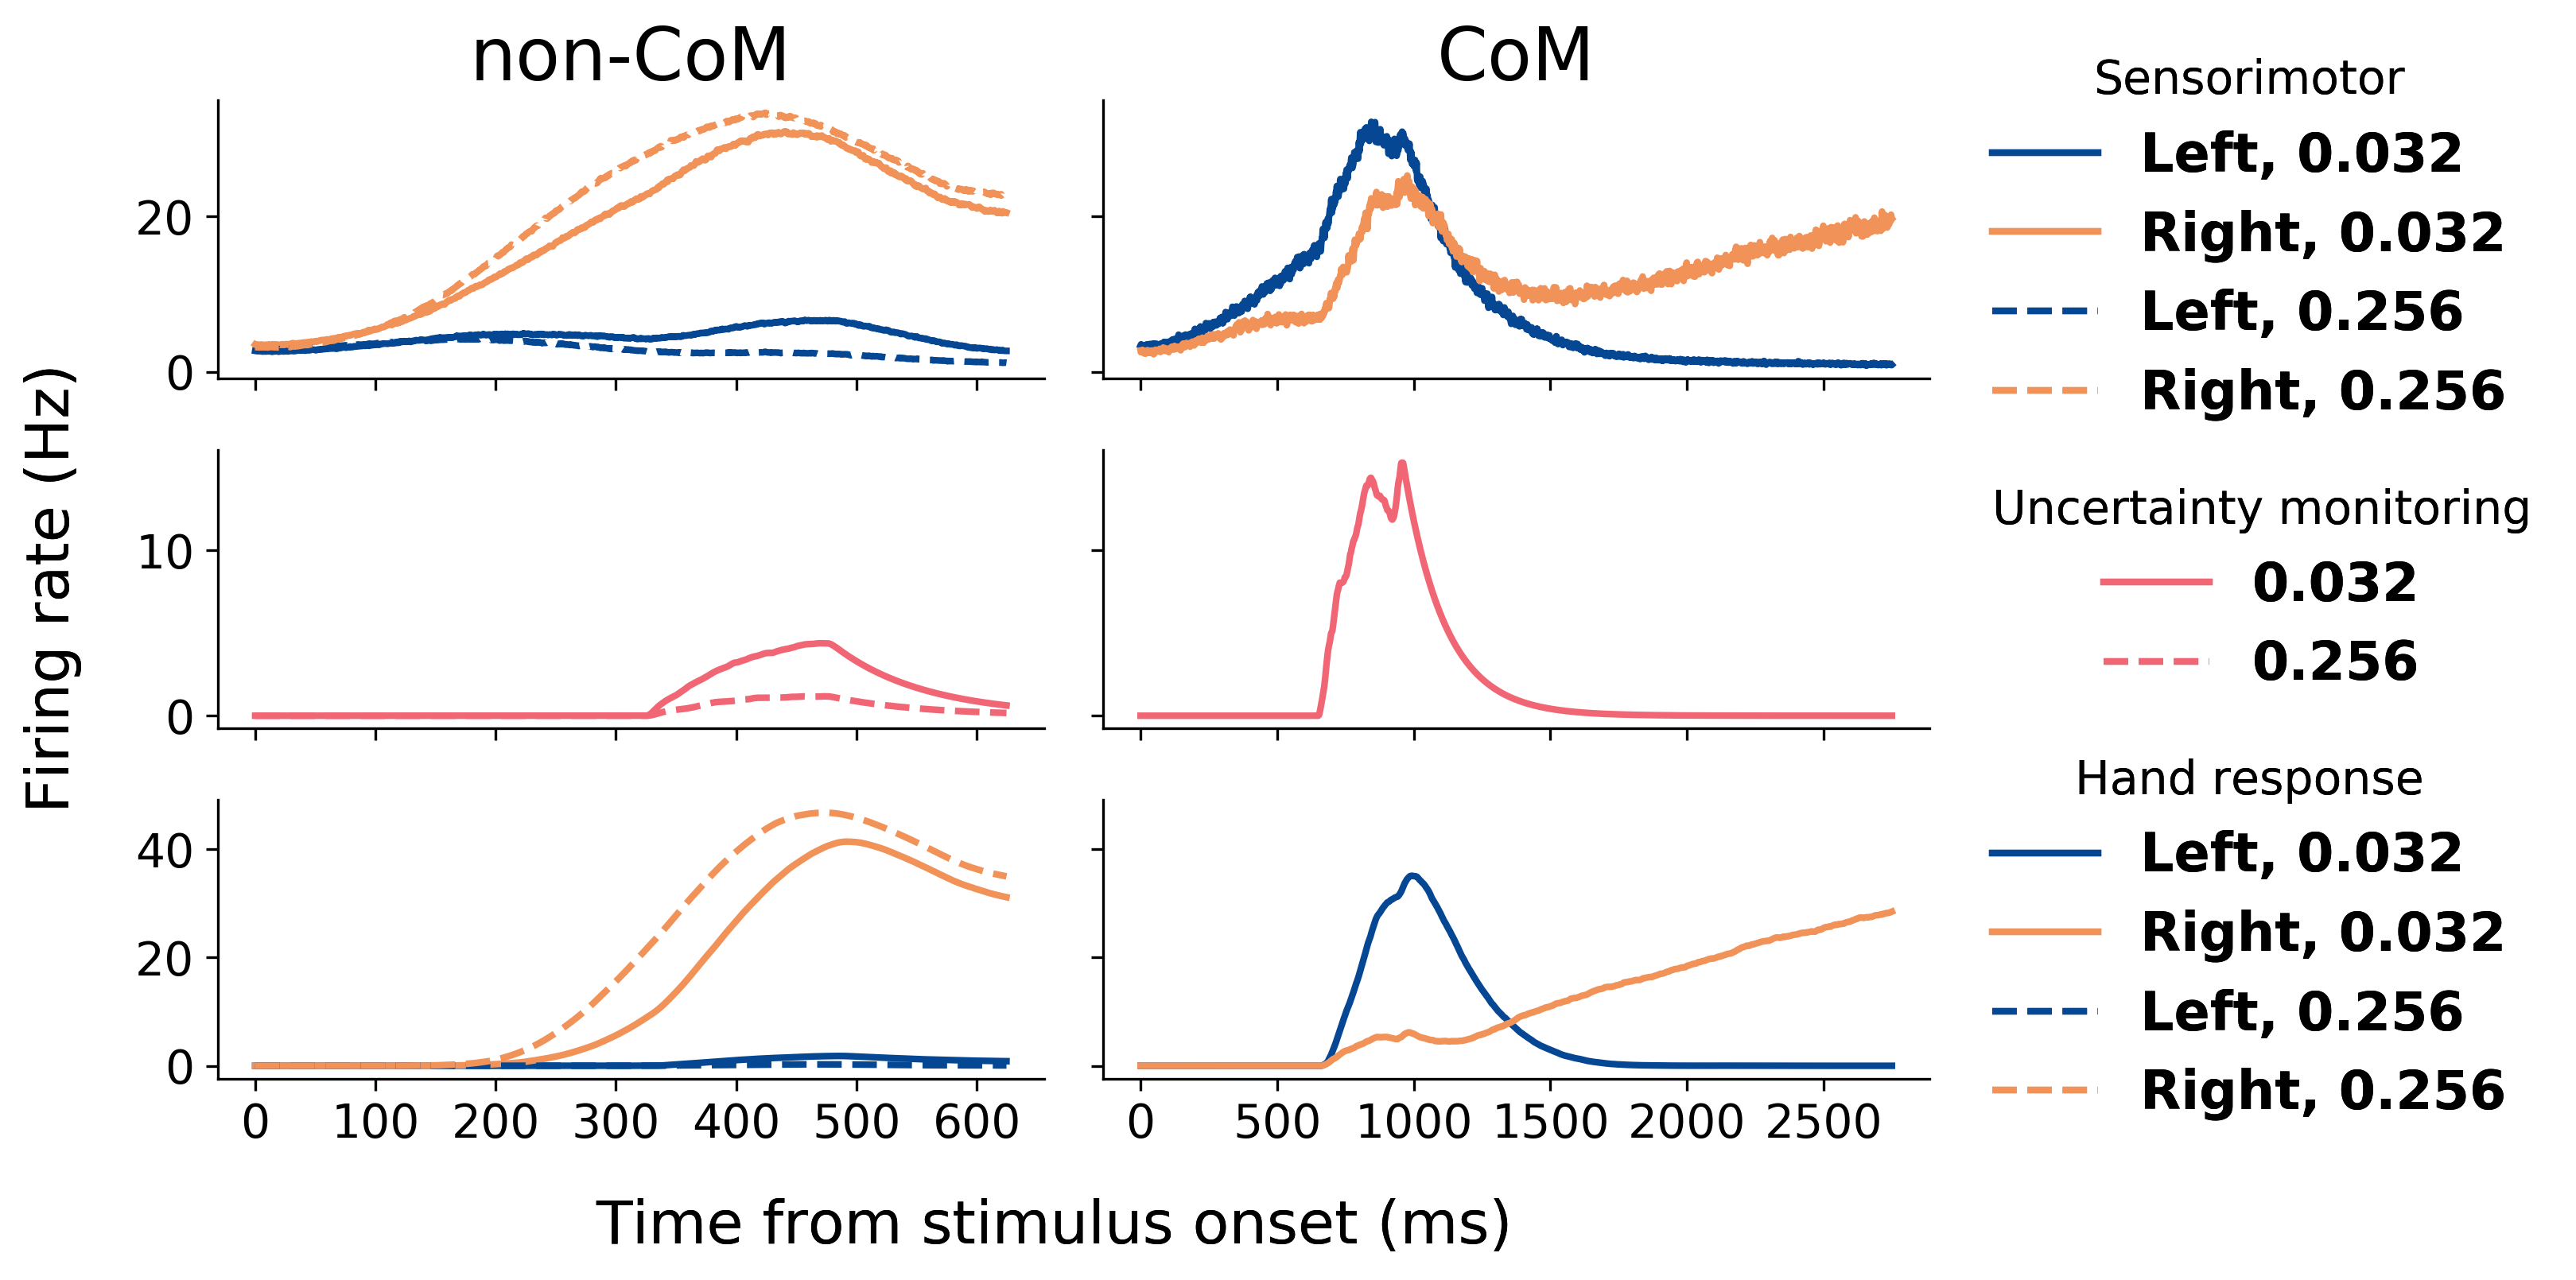 non-CoM
CoM
Firing rate (Hz)
20
0
10
0
40
20
0
0 100 200 300 400 500 600
0 500 1000 1500 2000 2500
Time from stimulus onset (ms)
Sensorimotor
Left, 0.032
Right, 0.032
Left, 0.256
Right, 0.256
Uncertainty monitoring
0.032
0.256
Hand response
Left, 0.032
Right, 0.032
Left, 0.256
Right, 0.256